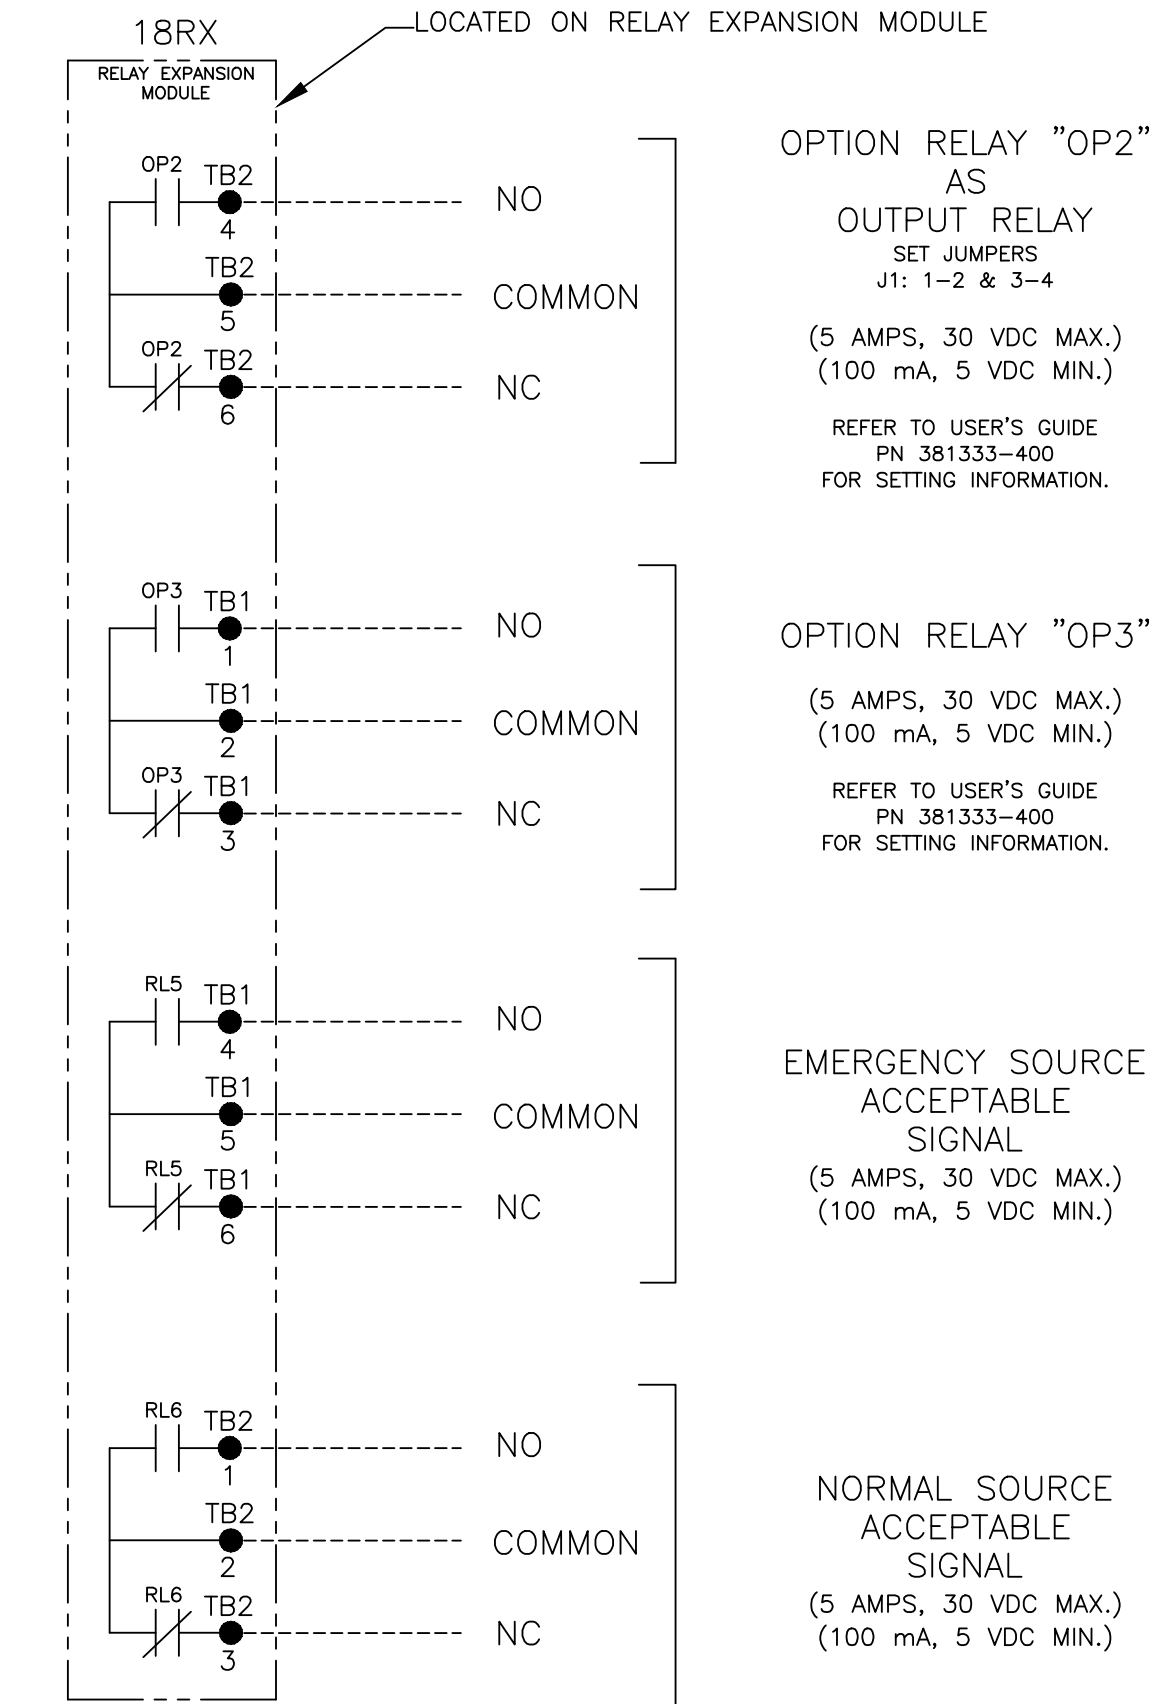 LOCATED ON RELAY EXPANSION MODULE
18RX
RELAY EXPANSION
MODULE
OP2 TB2
4
NO
TB2
5
COMMON
OP2 TB2
6
NC
OPTION RELAY "OP2"
AS
OUTPUT RELAY
SET JUMPERS
J1: 1-2 & 3-4
(5 AMPS, 30 VDC MAX.)
(100 mA, 5 VDC MIN.)
REFER TO USER'S GUIDE
PN 381333-400
FOR SETTING INFORMATION.
OP3 TB1
1
NO
TB1
2
COMMON
OP3 TB1
3
NC
OPTION RELAY "OP3"
(5 AMPS, 30 VDC MAX.)
(100 mA, 5 VDC MIN.)
REFER TO USER'S GUIDE
PN 381333-400
FOR SETTING INFORMATION.
RL5 TB1
4
NO
TB1
5
COMMON
RL5 TB1
6
NC
EMERGENCY SOURCE
ACCEPTABLE
SIGNAL
(5 AMPS, 30 VDC MAX.)
(100 mA, 5 VDC MIN.)
RL6 TB2
1
NO
TB2
2
COMMON
RL6 TB2
3
NC
NORMAL SOURCE
ACCEPTABLE
SIGNAL
(5 AMPS, 30 VDC MAX.)
(100 mA, 5 VDC MIN.)